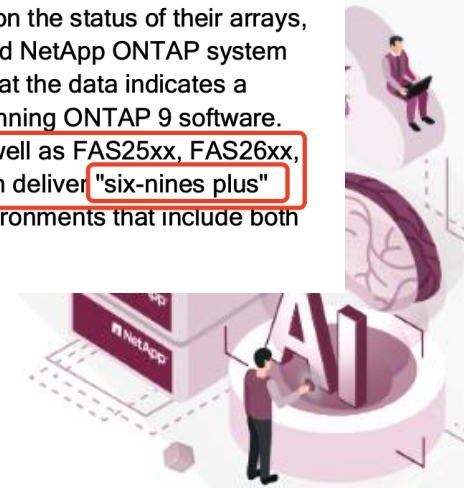 on the status of their arrays,
d NetApp ONTAP system
at the data indicates a
nning ONTAP 9 software.
well as FAS25xx, FAS26xx,
n deliver "six-nines plus"
ironments that include both
NetApp
AI